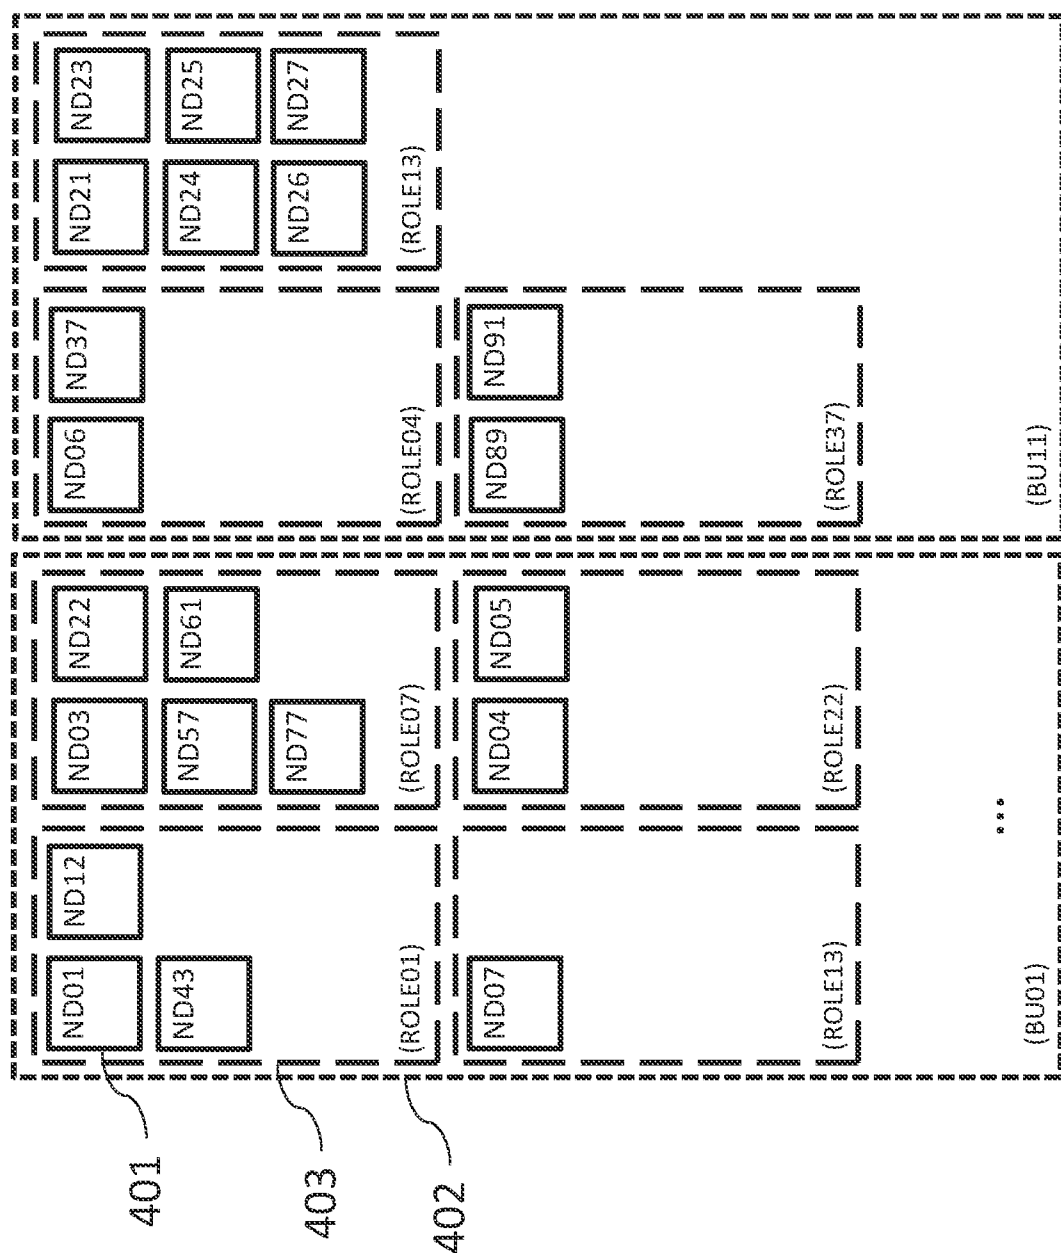 ND01 ND12 ND03 ND22 ND06 ND37 ND21 ND23
401
ND43 ND57 ND61 ND24 ND25
ND77 ND26 ND27
403
(ROLE01) (ROLE07) (ROLE04) (ROLE13)
402
ND07 ND04 ND05 ND89 ND91
(ROLE13) (ROLE22) (ROLE37)
...
(BU01) (BU11)